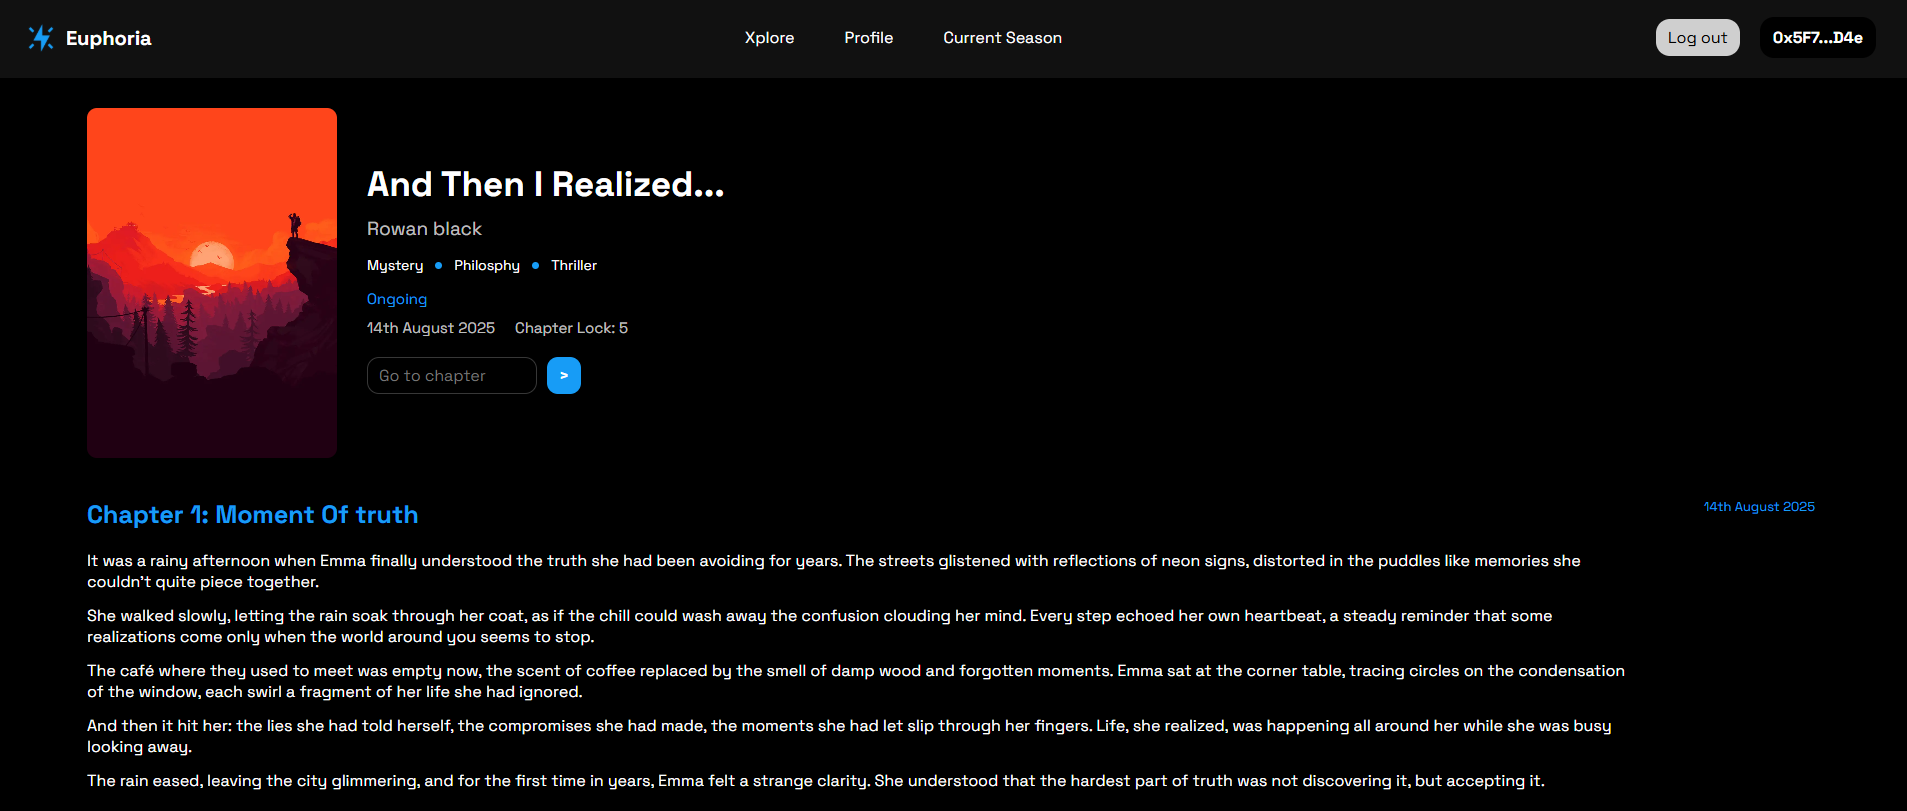 Euphoria
Xplore
Profile
Current Season
Log out
0x5F7...D4e
And Then I Realized...
Rowan black
Mystery • Philosphy • Thriller
Ongoing
14th August 2025 Chapter Lock: 5
Go to chapter >
Chapter 1: Moment Of truth
14th August 2025
It was a rainy afternoon when Emma finally understood the truth she had been avoiding for years. The streets glistened with reflections of neon signs, distorted in the puddles like memories she
couldn't quite piece together.
She walked slowly, letting the rain soak through her coat, as if the chill could wash away the confusion clouding her mind. Every step echoed her own heartbeat, a steady reminder that some
realizations come only when the world around you seems to stop.
The café where they used to meet was empty now, the scent of coffee replaced by the smell of damp wood and forgotten moments. Emma sat at the corner table, tracing circles on the condensation
of the window, each swirl a fragment of her life she had ignored.
And then it hit her: the lies she had told herself, the compromises she had made, the moments she had let slip through her fingers. Life, she realized, was happening all around her while she was busy
looking away.
The rain eased, leaving the city glimmering, and for the first time in years, Emma felt a strange clarity. She understood that the hardest part of truth was not discovering it, but accepting it.